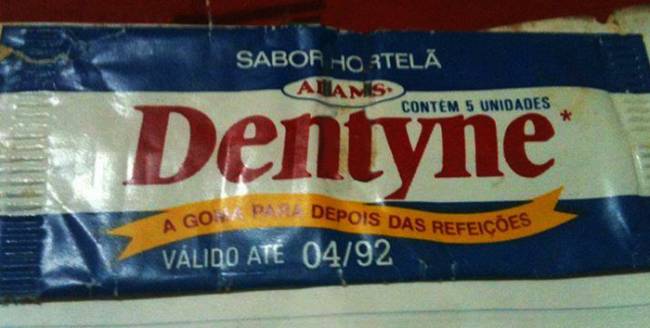 SABOR HORTELÃ
ADAMS*
CONTÉM 5 UNIDADES
Dentyne*
A GOMA PARA DEPOIS DAS REFEIÇÕES
VÁLIDO ATÉ 04/92